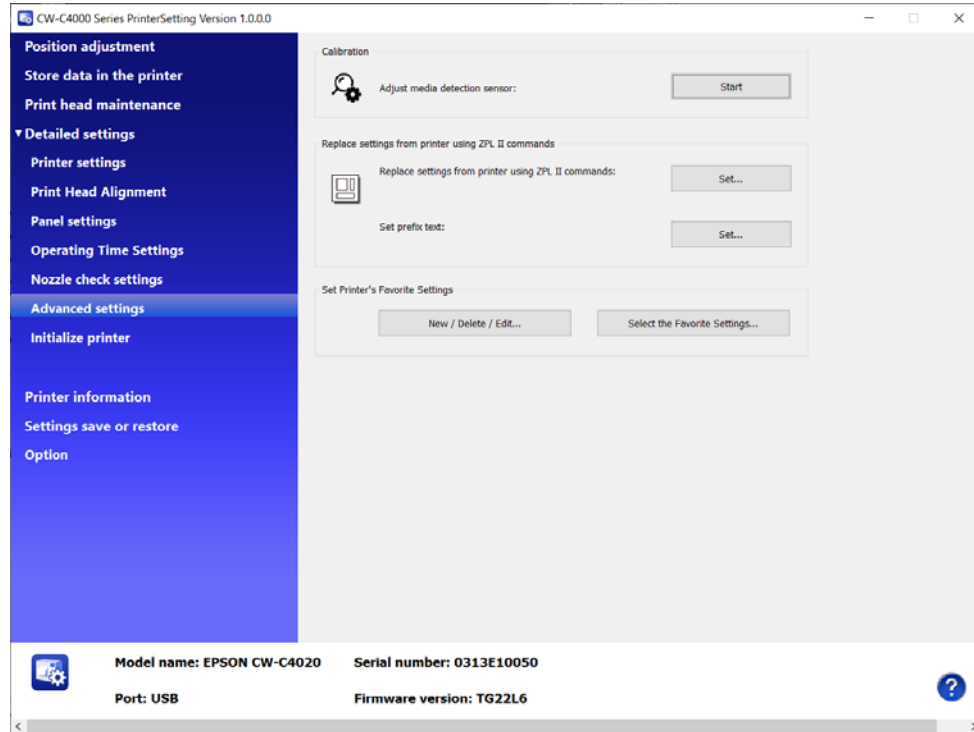 CW-C4000 Series PrinterSetting Version 1.0.0.0
Position adjustment
Store data in the printer
Print head maintenance
Detailed settings
Printer settings
Print Head Alignment
Panel settings
Operating Time Settings
Nozzle check settings
Advanced settings
Initialize printer
Printer information
Settings save or restore
Option
Calibration
Adjust media detection sensor:
Start
Replace settings from printer using ZPL II commands
Replace settings from printer using ZPL II commands:
Set...
Set prefix text:
Set...
Set Printer's Favorite Settings
New / Delete / Edit...
Select the Favorite Settings...
Model name: EPSON CW-C4020
Serial number: 0313E10050
Port: USB
Firmware version: TG22L6
?